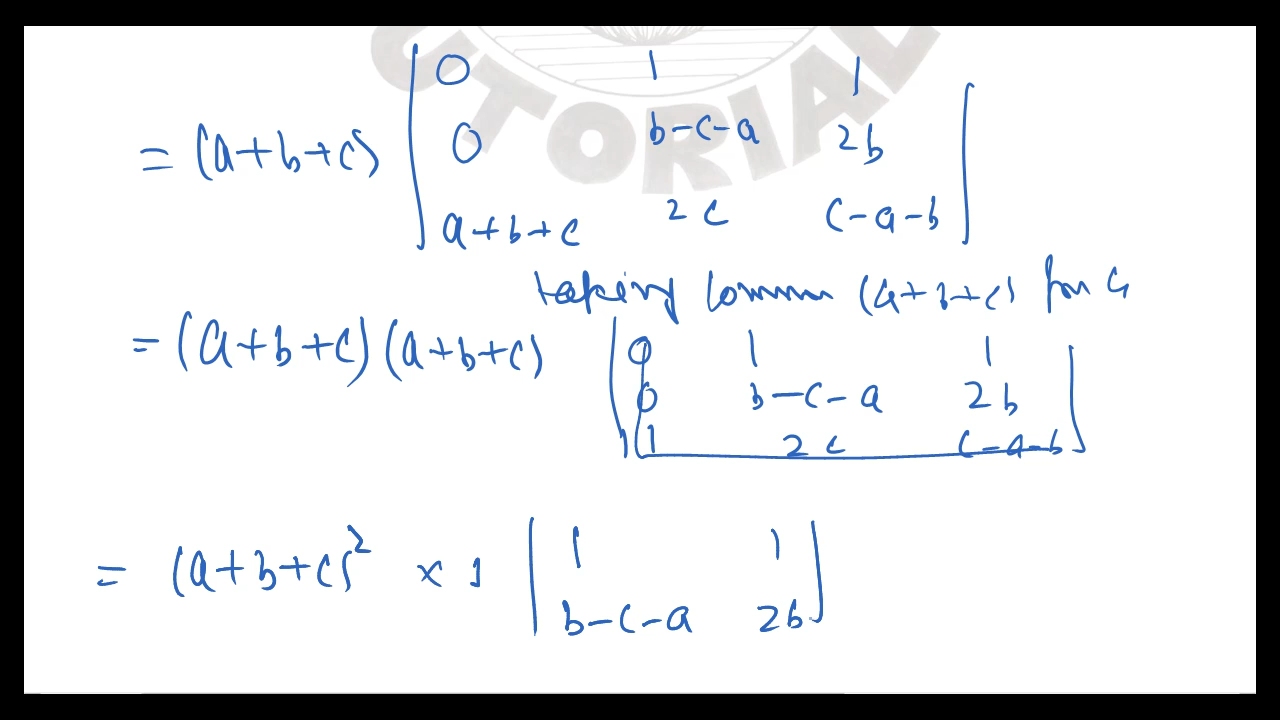 UTORIAL
0 1 1
= (a+b+c) | 0 b-c-a 2b |
a+b+c 2c c-a-b
taking common (a+b+c) from C₁
= (a+b+c)(a+b+c) | 0 1 1 |
0 b-c-a 2b
1 2c c-a-b
= (a+b+c)² × 1 | 1 1 |
b-c-a 2b